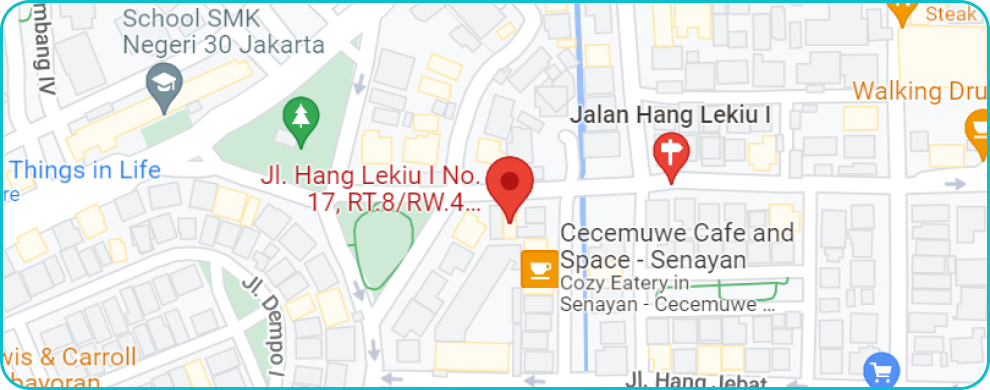 School SMK
Negeri 30 Jakarta
mbang IV
Steak
Walking Dru
Jalan Hang Lekiu I
Things in Life
re
Jl. Hang Lekiu I No.
17, RT.8/RW.4...
Cecemuwe Cafe and
Space - Senayan
Cozy Eatery in
Senayan - Cecemuwe ...
Jl. Dempo I
wis & Carroll
bayoran
Jl. Hang Jebat